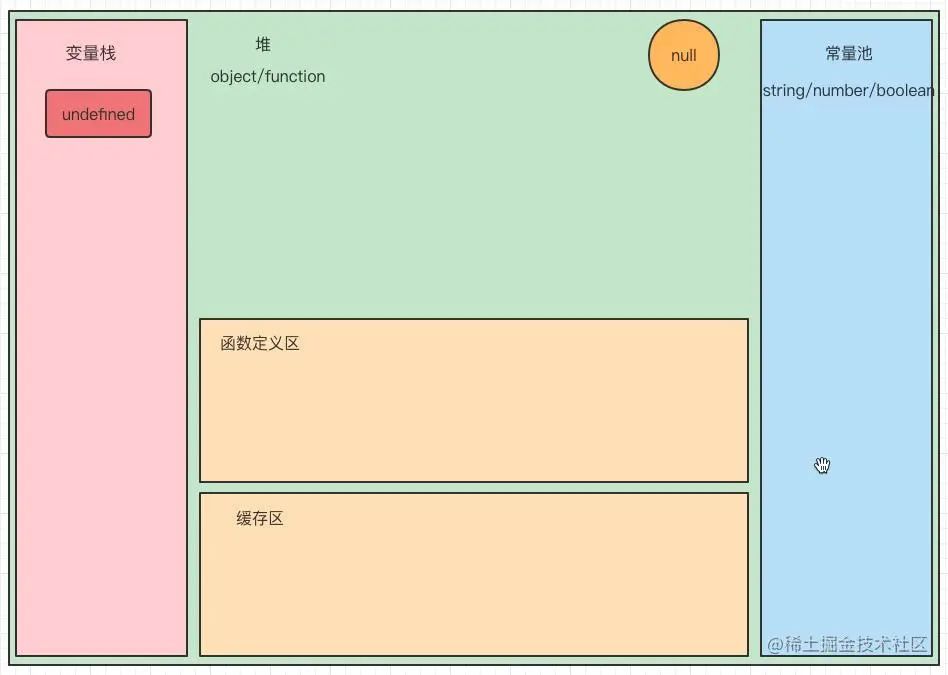 变量栈
undefined
堆
object/function
null
常量池
string/number/boolean
函数定义区
缓存区
@稀土掘金技术社区